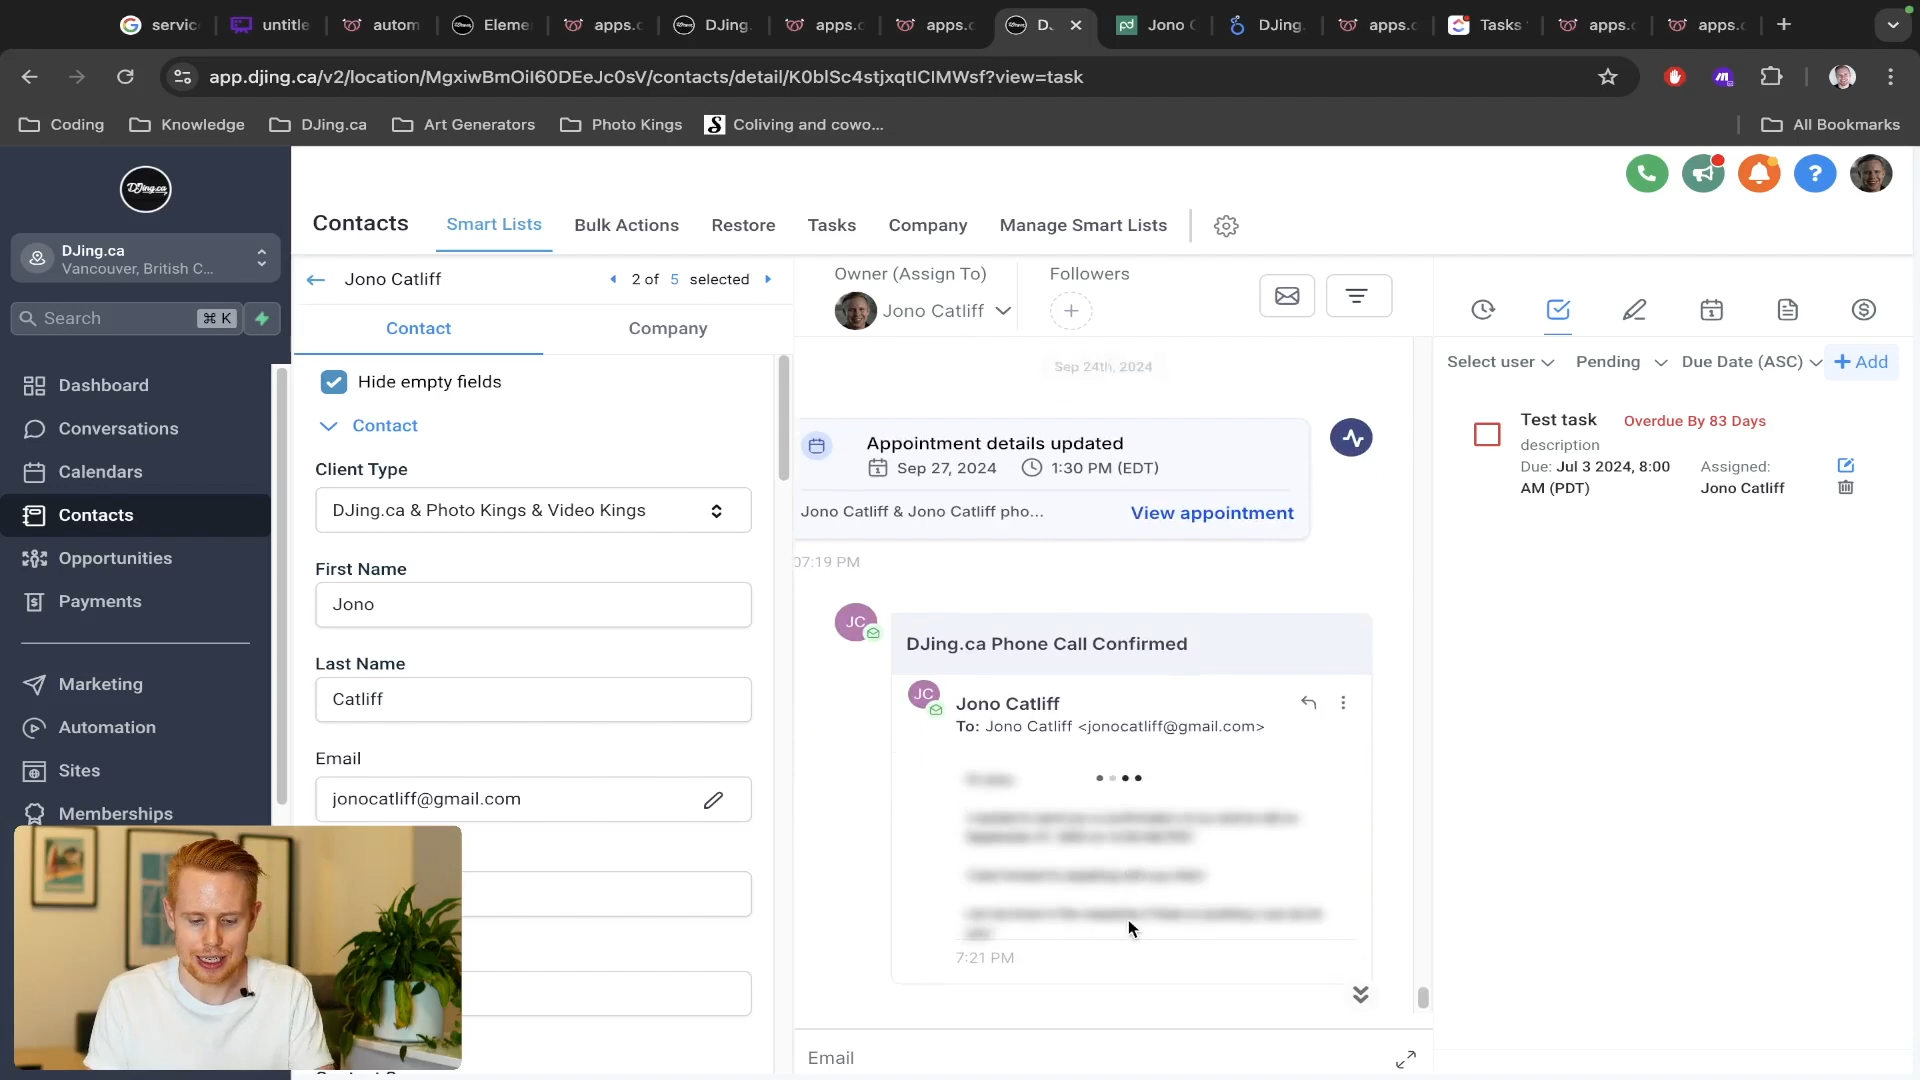 servic
untitle
autom
Eleme
apps.c
DJing.
apps.c
apps.c
D.
Jono C
DJing.
apps.c
Tasks
apps.c
apps.c
app.djing.ca/v2/location/MgxiwBmOiI60DEeJc0sV/contacts/detail/K0blSc4stjxqtICIMWsf?view=task
Coding
Knowledge
DJing.ca
Art Generators
Photo Kings
Coliving and cowo...
All Bookmarks
DJing.ca
DJing.ca
Vancouver, British C...
Search
⌘ K
Dashboard
Conversations
Calendars
Contacts
Opportunities
Payments
Marketing
Automation
Sites
Memberships
Contacts
Smart Lists
Bulk Actions
Restore
Tasks
Company
Manage Smart Lists
Jono Catliff
2 of 5 selected
Contact
Company
Hide empty fields
Contact
Client Type
DJing.ca & Photo Kings & Video Kings
First Name
Jono
Last Name
Catliff
Email
jonocatliff@gmail.com
Owner (Assign To)
Jono Catliff
Followers
Sep 24th, 2024
Appointment details updated
Sep 27, 2024
1:30 PM (EDT)
Jono Catliff & Jono Catliff pho...
View appointment
07:19 PM
JC
DJing.ca Phone Call Confirmed
JC
Jono Catliff
To: Jono Catliff <jonocatliff@gmail.com>
7:21 PM
Email
Select user
Pending
Due Date (ASC)
+ Add
Test task
Overdue By 83 Days
description
Due: Jul 3 2024, 8:00
AM (PDT)
Assigned:
Jono Catliff